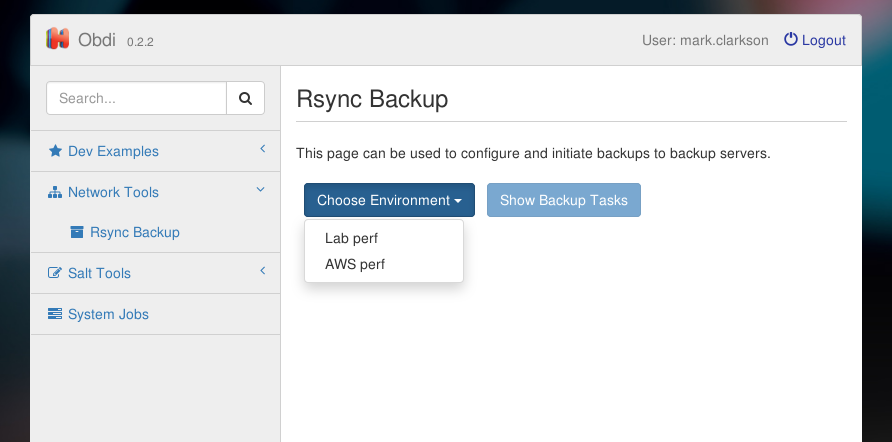 Obdi 0.2.2
User: mark.clarkson Logout
Search...
Dev Examples
Network Tools
Rsync Backup
Salt Tools
System Jobs
Rsync Backup
This page can be used to configure and initiate backups to backup servers.
Choose Environment Show Backup Tasks
Lab perf
AWS perf